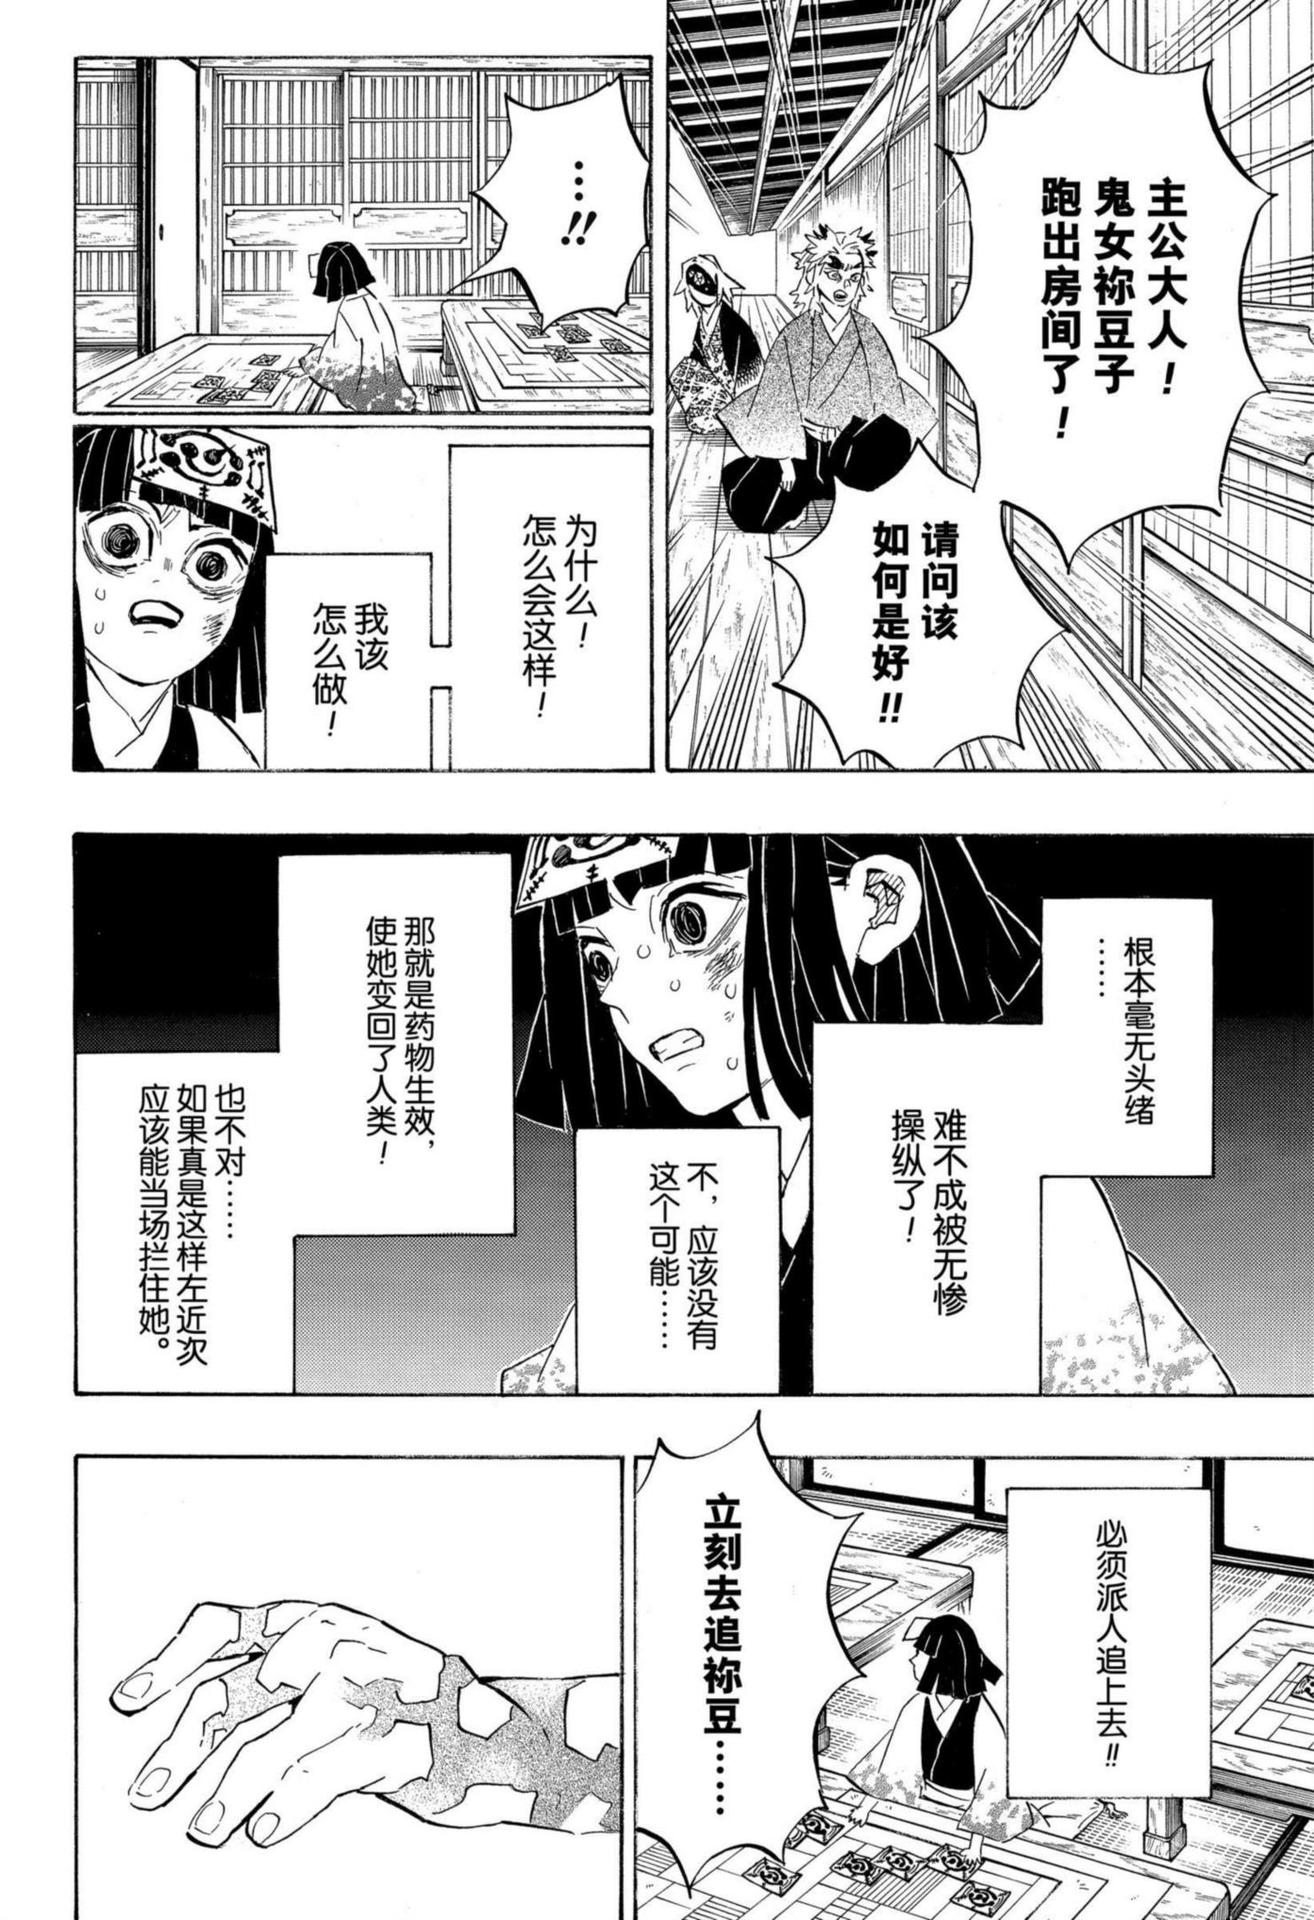 主公大人！
鬼女祢豆子
跑出房间了！
请问该
如何是好!!
…!!
为什么！
怎么会这样！
我该
怎么做！
根本毫无头绪
……
难不成被无惨
操纵了！
不，应该没有
这个可能……
那就是药物生效，
使她变回了人类！
也不对……
如果真是这样左近次
应该能当场拦住她。
必须派人追上去!!
立刻去追祢豆……